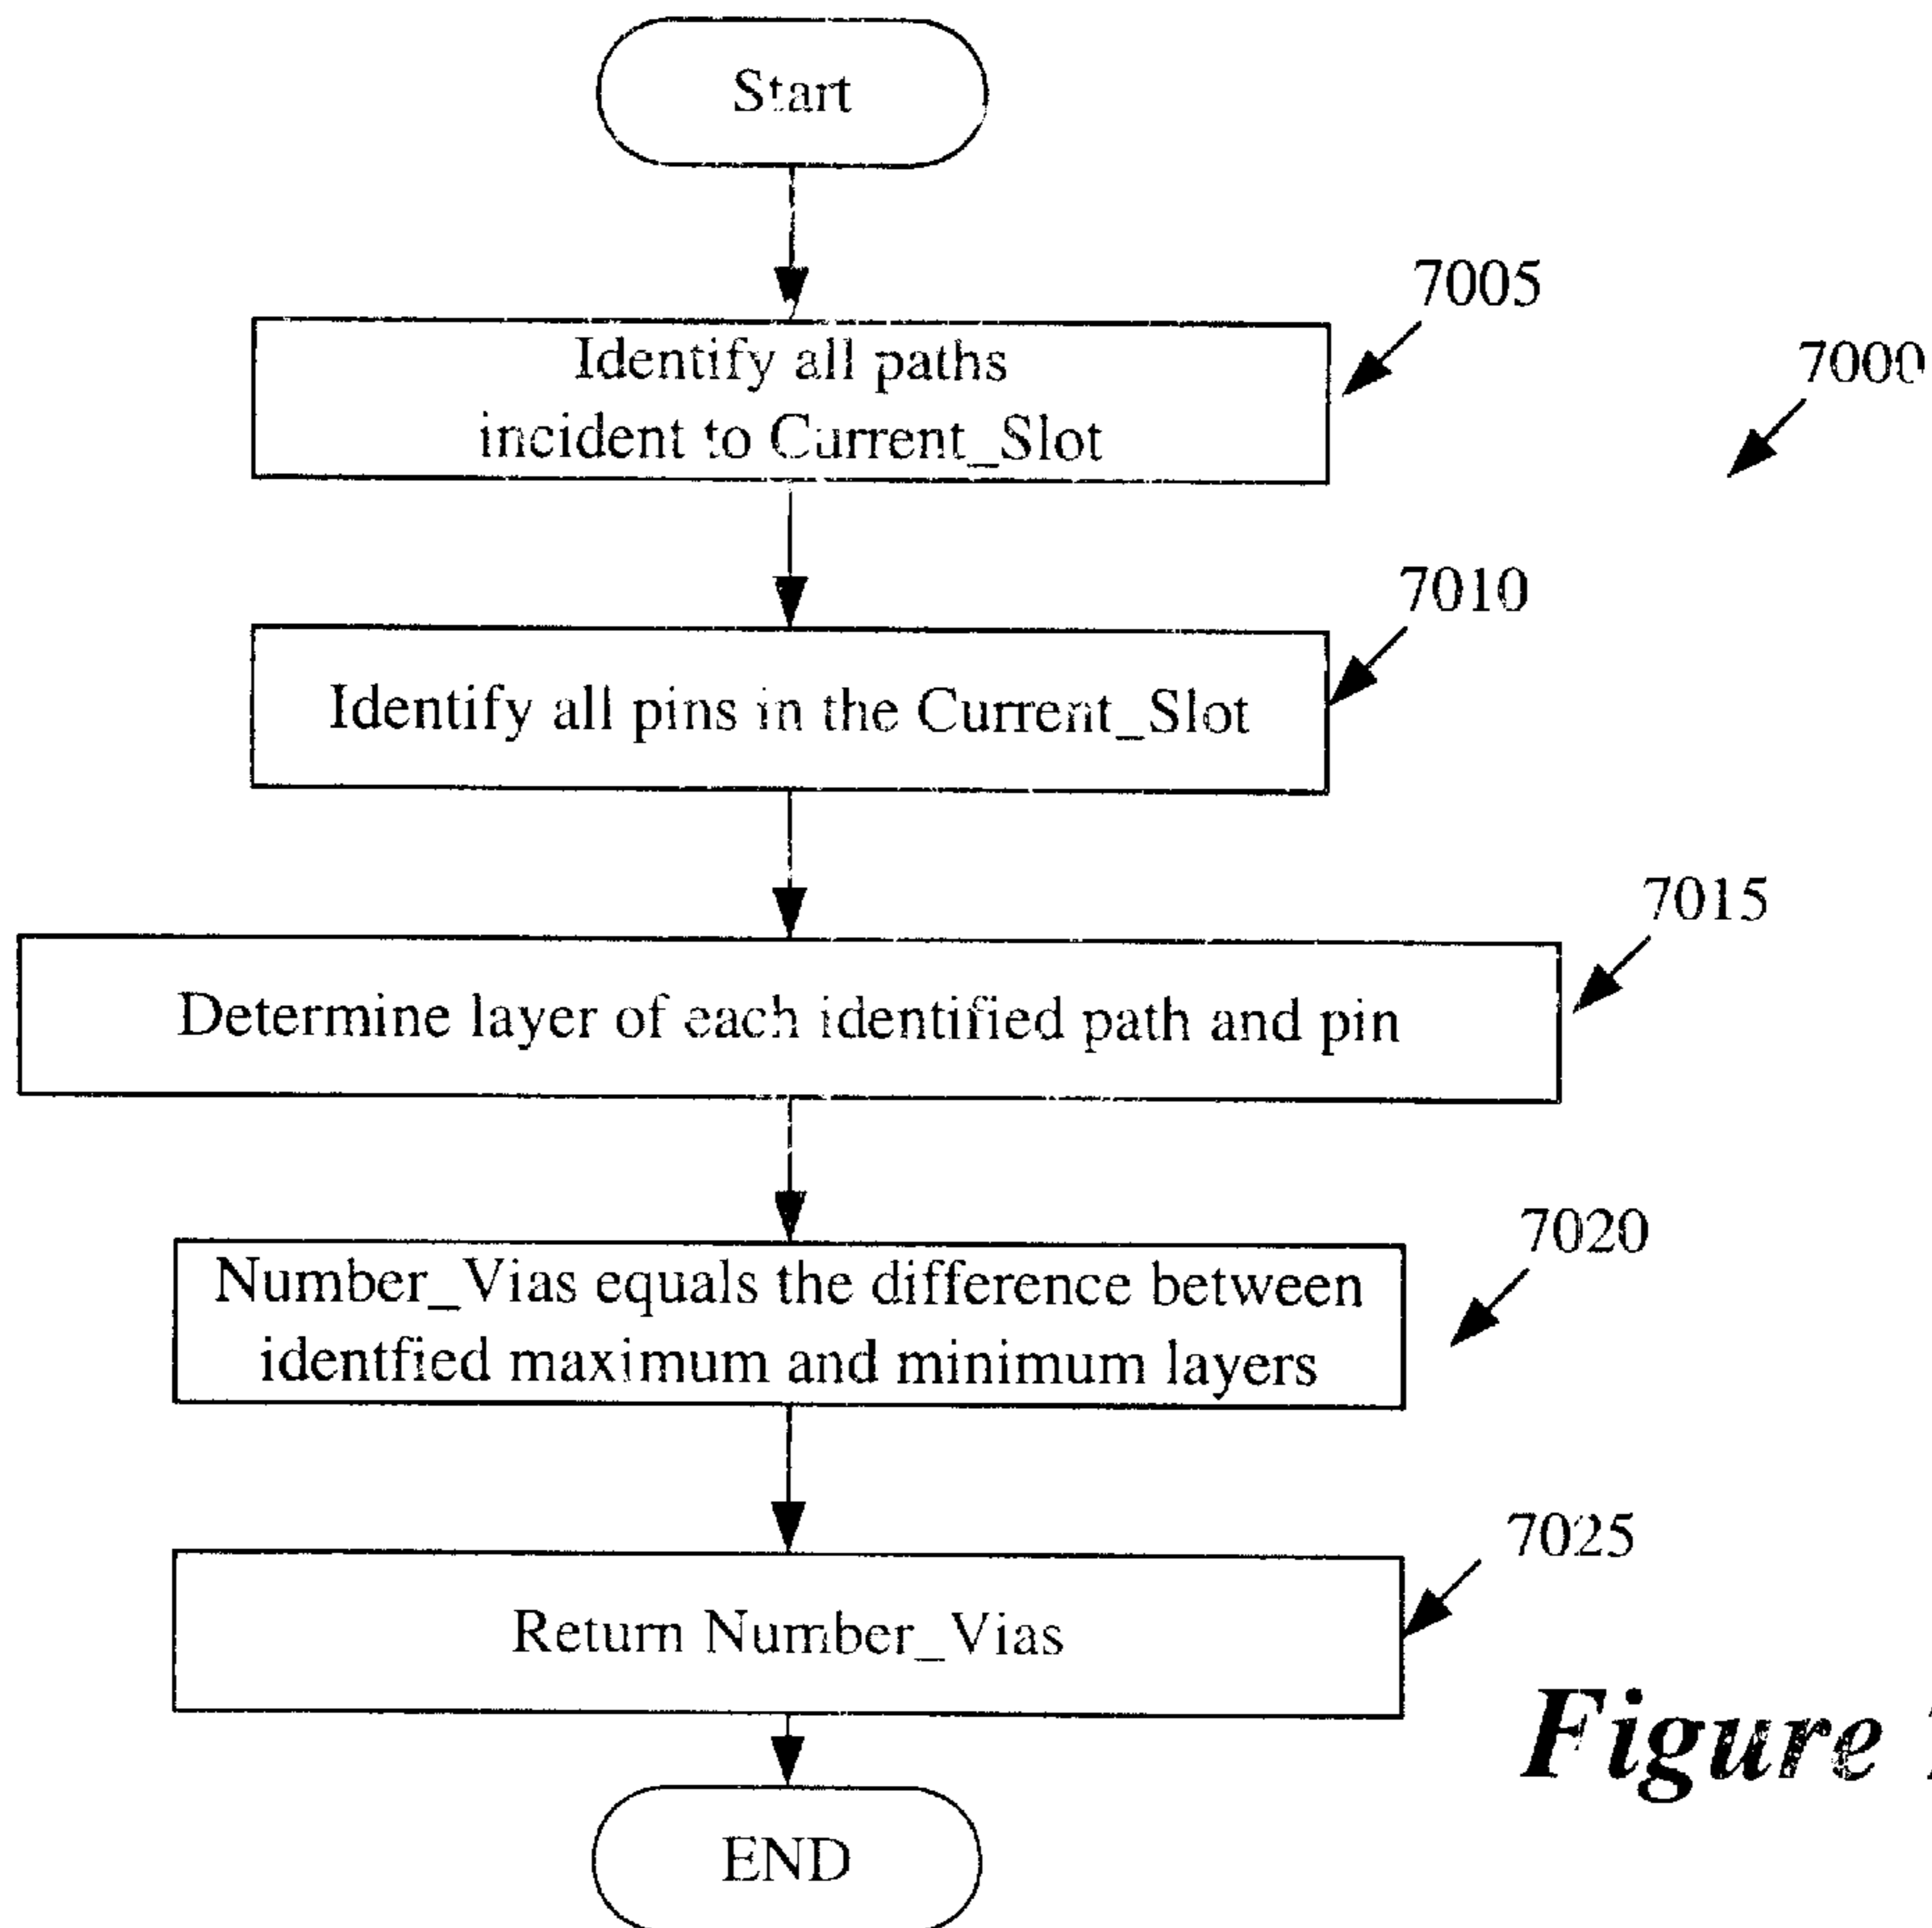 Start
7005
7000
Identify all paths
incident to Current_Slot
7010
Identify all pins in the Current_Slot
7015
Determine layer of each identified path and pin
7020
Number_Vias equals the difference between
identfied maximum and minimum layers
7025
Return Number_Vias
Figure
END